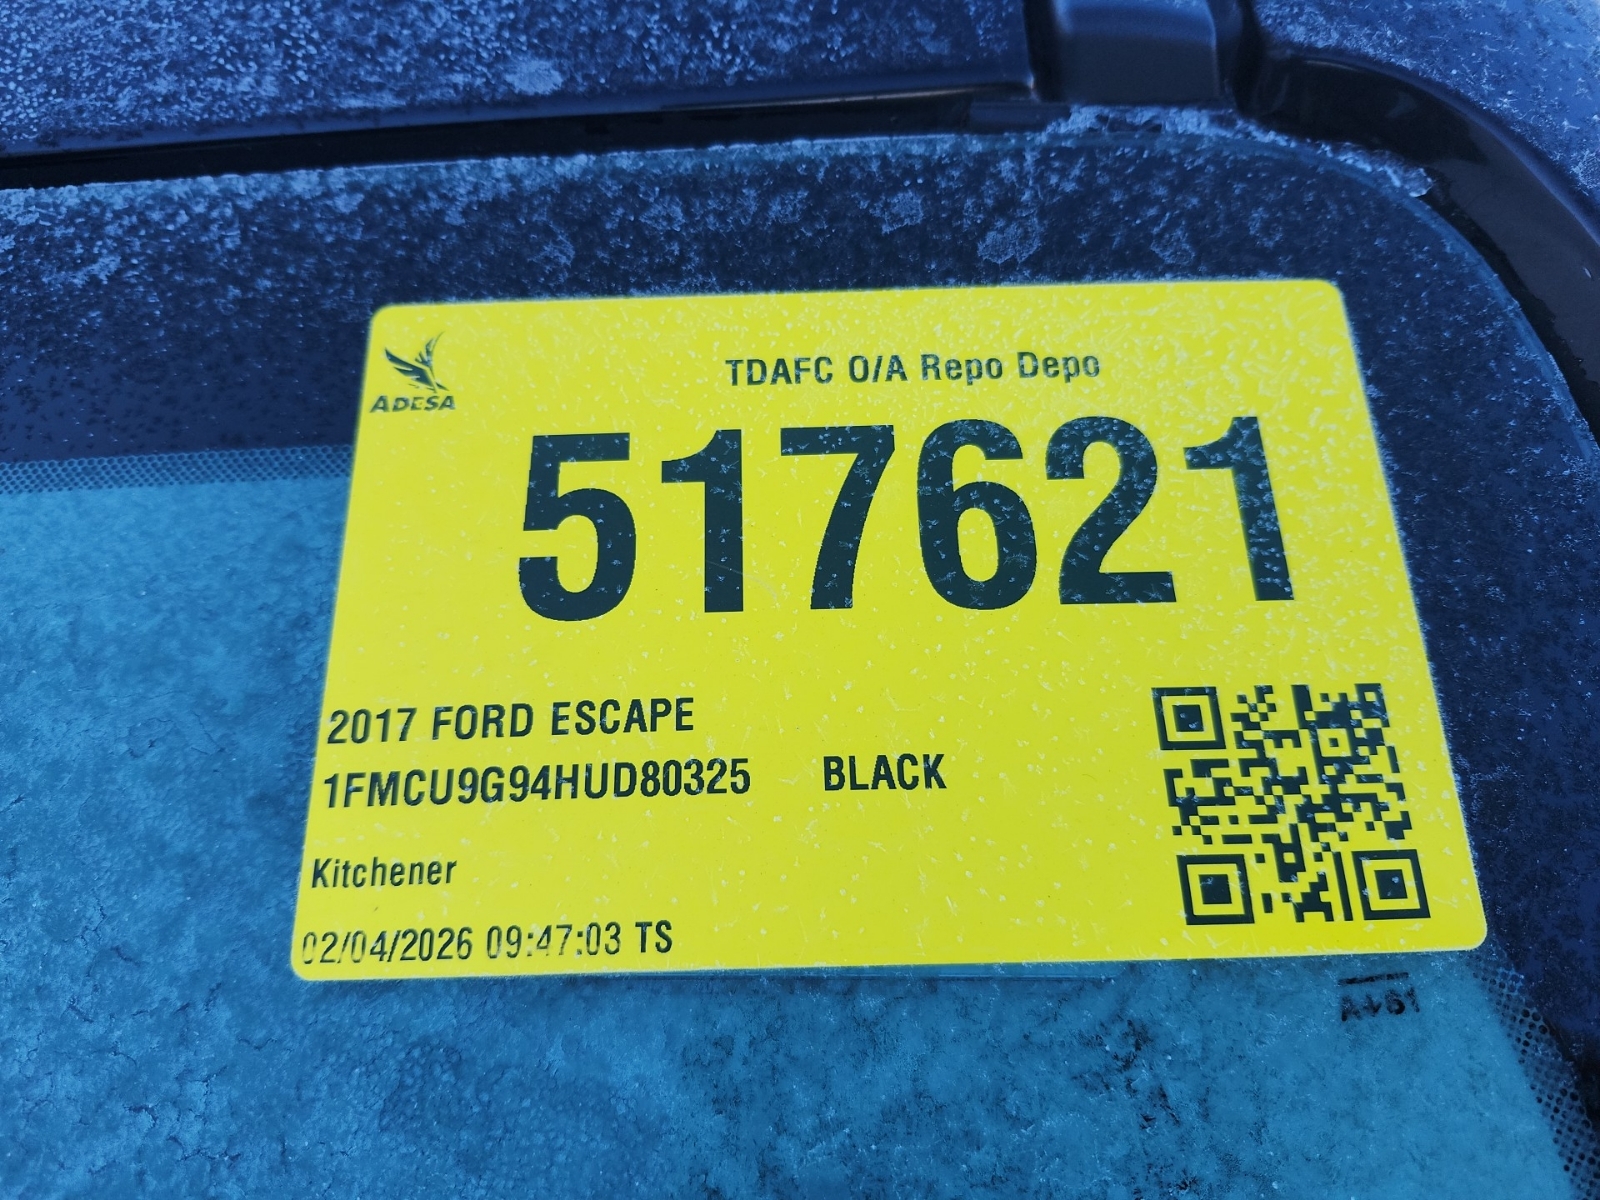 ADESA
TDAFC O/A Repo Depo
517621
2017 FORD ESCAPE
1FMCU9G94HUD80325 BLACK
Kitchener
02/04/2026 09:47:03 TS